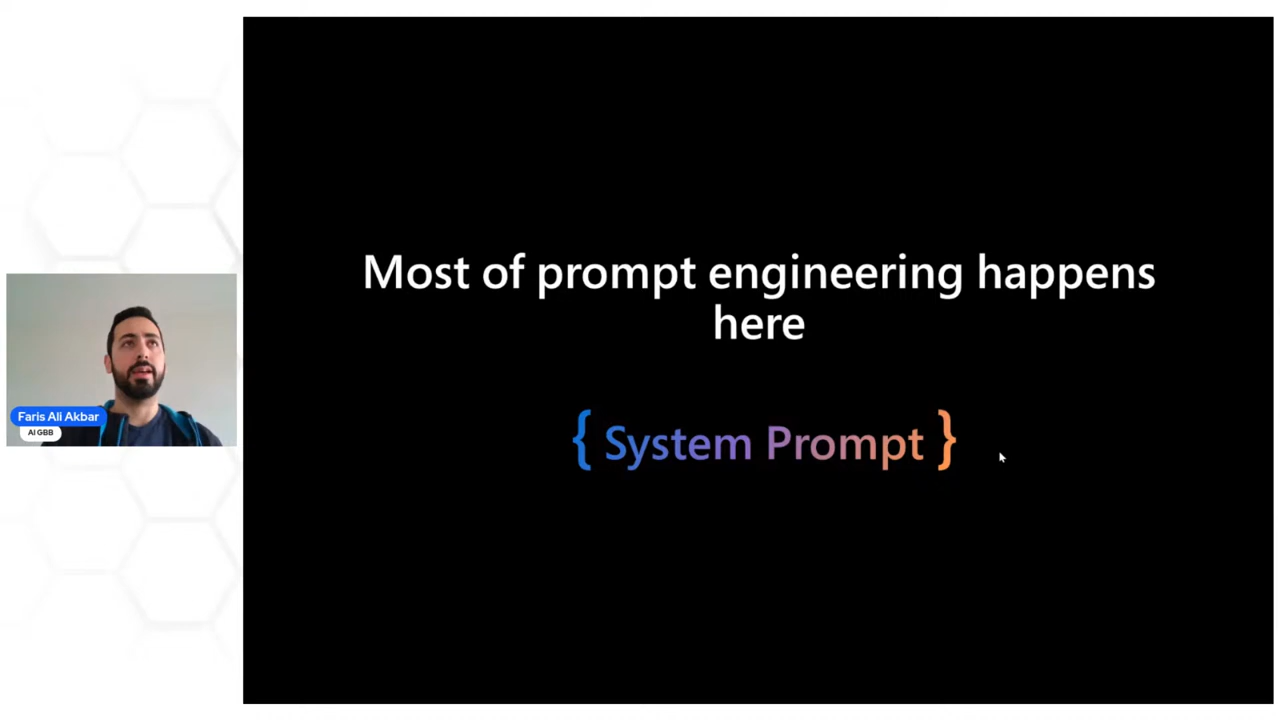 Most of prompt engineering happens
here
{ System Prompt }
Faris Ali Akbar
AI GBB